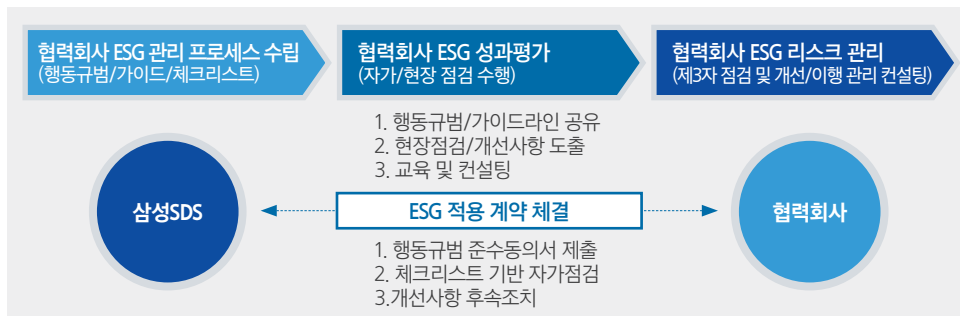 협력회사 ESG 관리 프로세스 수립
(행동규범/가이드/체크리스트)
협력회사 ESG 성과평가
(자가/현장 점검 수행)
협력회사 ESG 리스크 관리
(제3자 점검 및 개선/이행 관리 컨설팅)
1. 행동규범/가이드라인 공유
2. 현장점검/개선사항 도출
3. 교육 및 컨설팅
삼성SDS
ESG 적용 계약 체결
협력회사
1. 행동규범 준수동의서 제출
2. 체크리스트 기반 자가점검
3.개선사항 후속조치